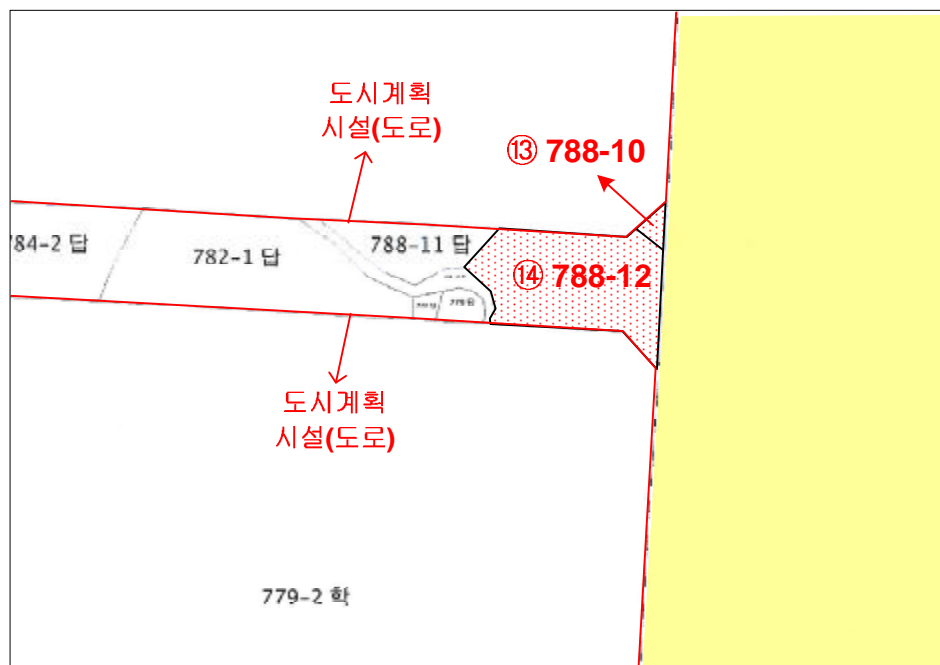 도시계획
시설(도로)
⑬ 788-10
784-2 답
782-1 답
788-11 답
⑭ 788-12
도시계획
시설(도로)
779-2 학